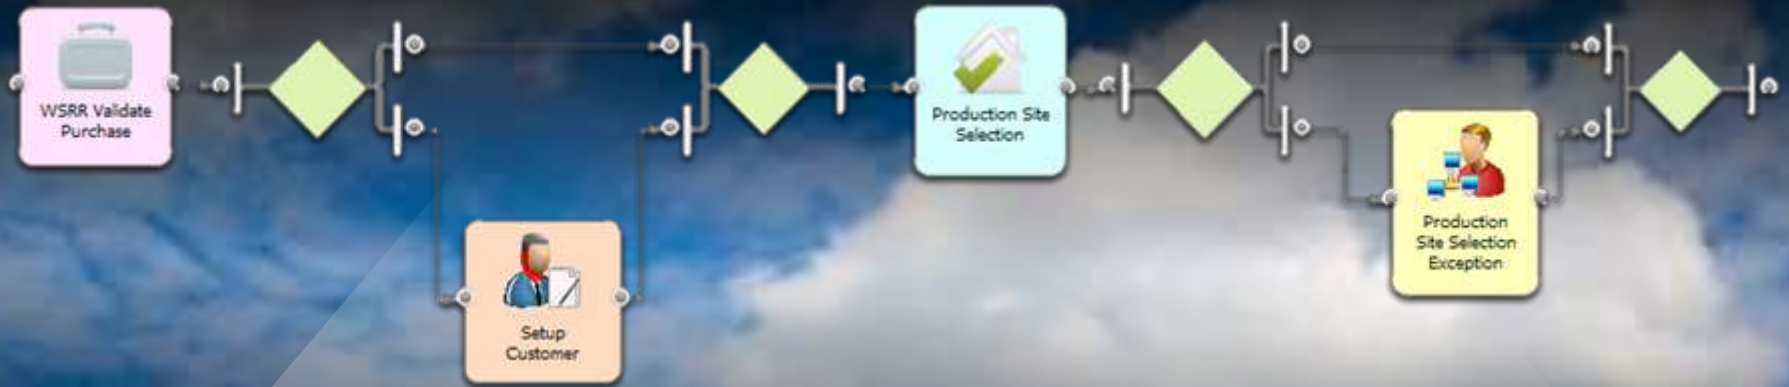 WSRR Validate
Purchase
Setup
Customer
Production Site
Selection
Production
Site Selection
Exception